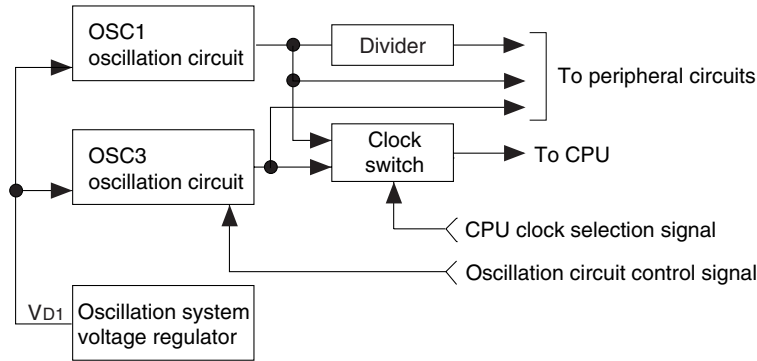 OSC1
oscillation circuit
Divider
To peripheral circuits
OSC3
oscillation circuit
Clock
switch
To CPU
CPU clock selection signal
Oscillation circuit control signal
VD1
Oscillation system
voltage regulator